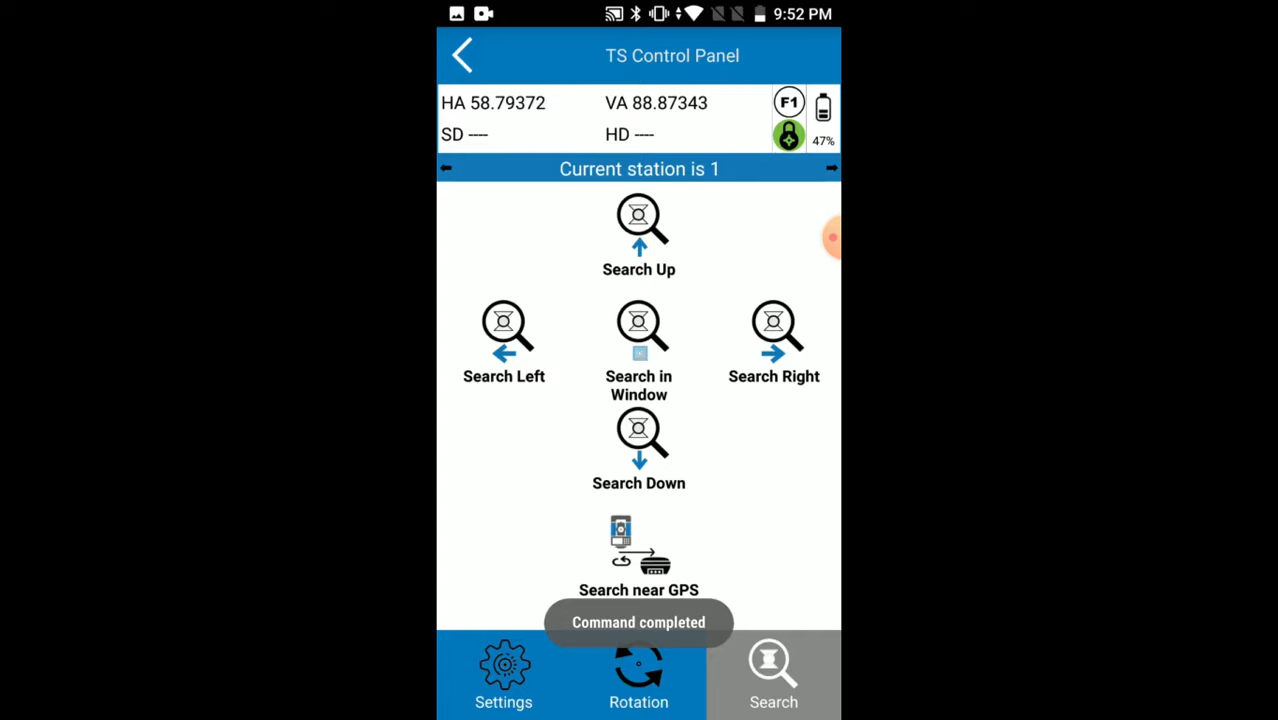 9:52 PM
TS Control Panel
HA 58.79372 VA 88.87343 F1
SD ---- HD ---- 47%
Current station is 1
Search Up
Search Left
Search in
Window
Search Right
Search Down
Search near GPS
Command completed
Settings
Rotation
Search